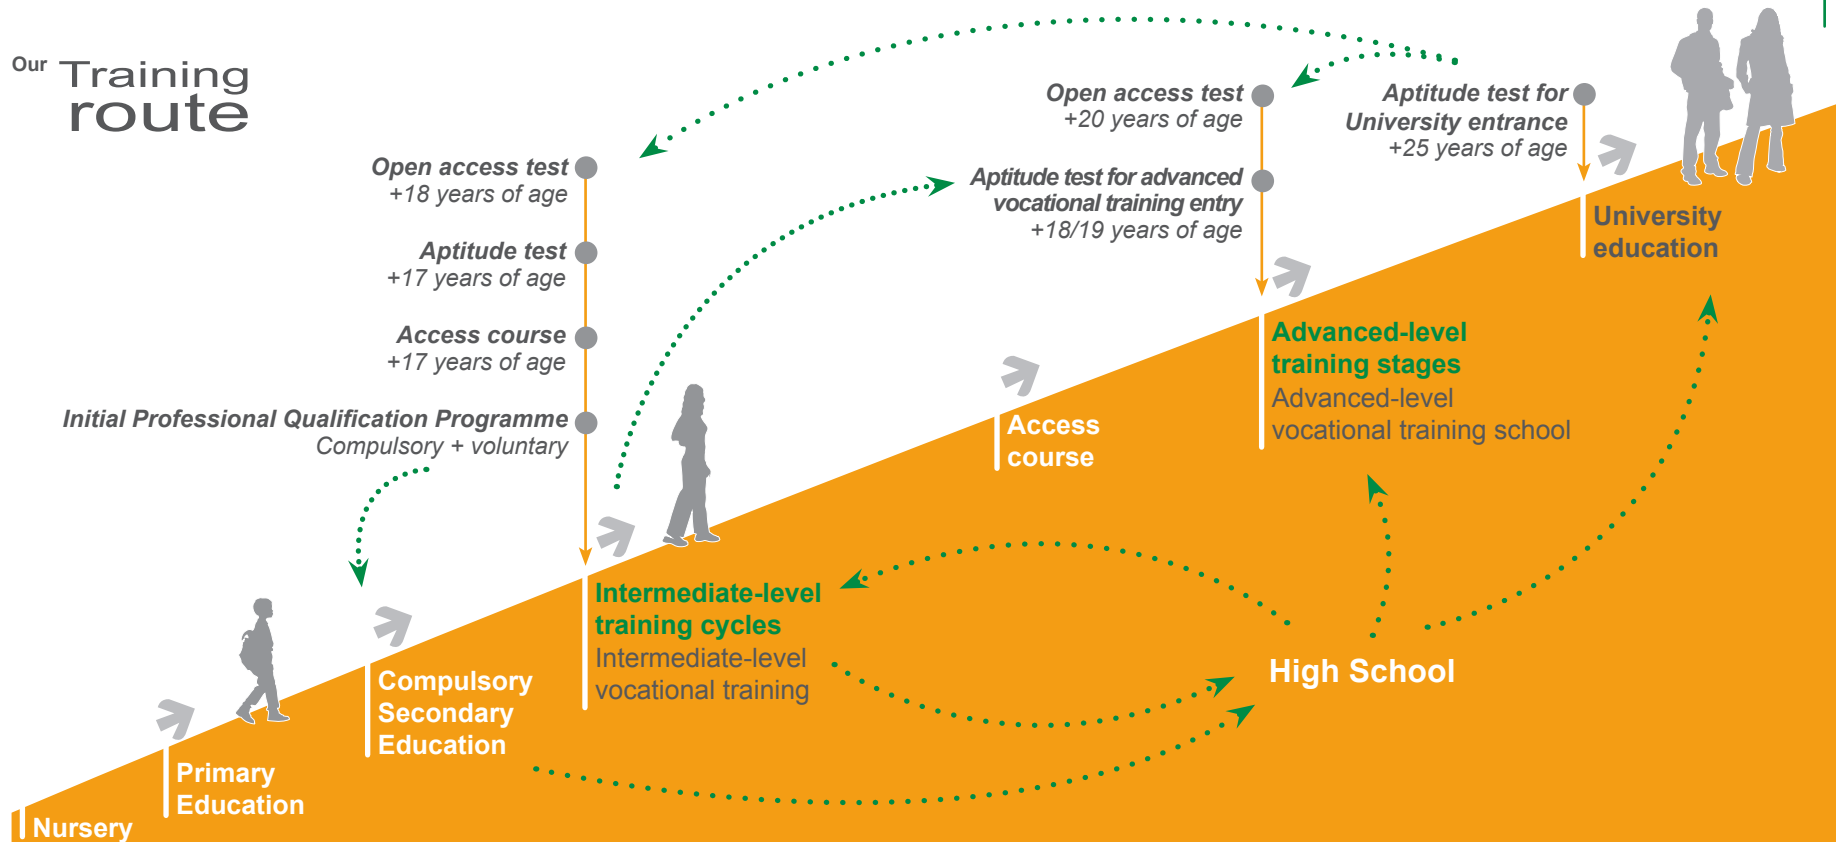 Our Training
route
Open access test
+18 years of age
Aptitude test
+17 years of age
Access course
+17 years of age
Initial Professional Qualification Programme
Compulsory + voluntary
Open access test
+20 years of age
Aptitude test for advanced
vocational training entry
+18/19 years of age
Aptitude test for
University entrance
+25 years of age
University
education
Advanced-level
training stages
Advanced-level
vocational training school
Access
course
Intermediate-level
training cycles
Intermediate-level
vocational training
High School
Compulsory
Secondary
Education
Primary
Education
Nursery